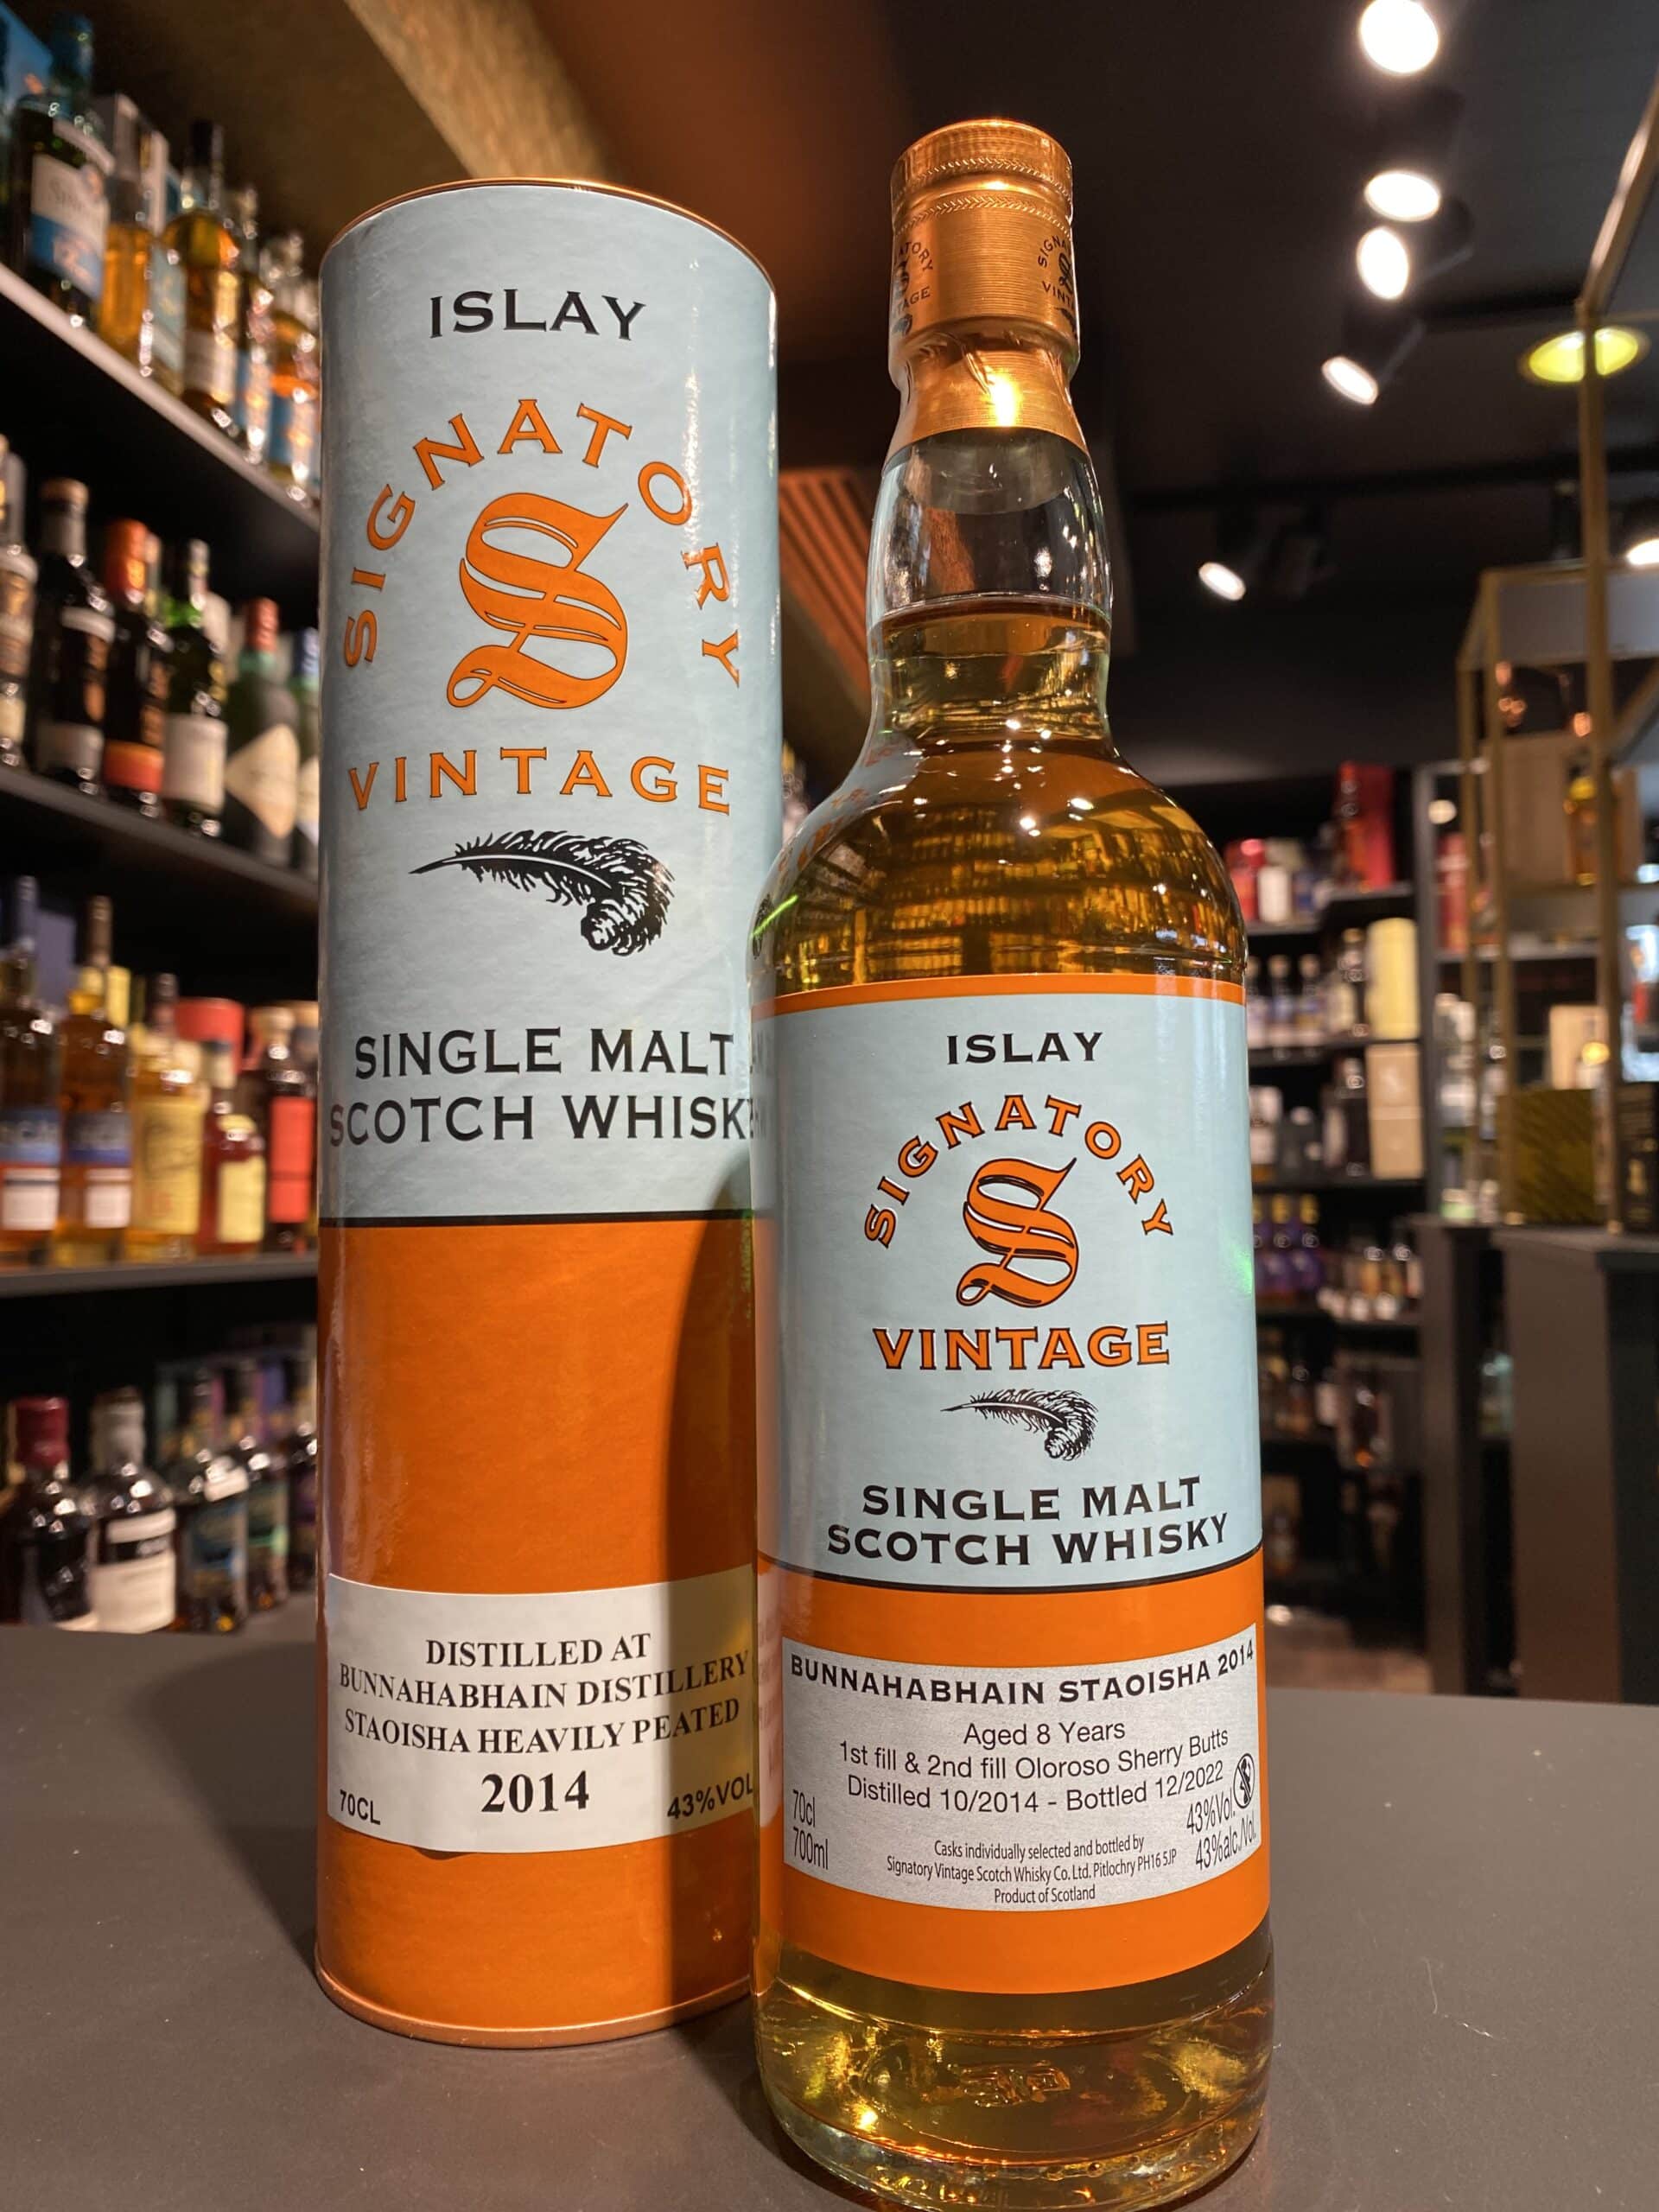 ISLAY
SIGNATORY
S
VINTAGE
SINGLE MALT
SCOTCH WHISK
DISTILLED AT
BUNNAHABHAIN DISTILLERY
STAOISHA HEAVILY PEATED
2014
70CL
43%VOL
SIGNATORY
S
VINTAGE
ISLAY
SIGNATORY
S
VINTAGE
SINGLE MALT
SCOTCH WHISKY
BUNNAHABHAIN STAOISHA 2014
Aged 8 Years
1st fill & 2nd fill Oloroso Sherry Butts
Distilled 10/2014 - Bottled 12/2022
70cl
700ml
43%Vol.
43%alc./Vol.
Casks individually selected and bottled by
Signatory Vintage Scotch Whisky Co. Ltd. Pitlochry PH16 5JP
Product of Scotland